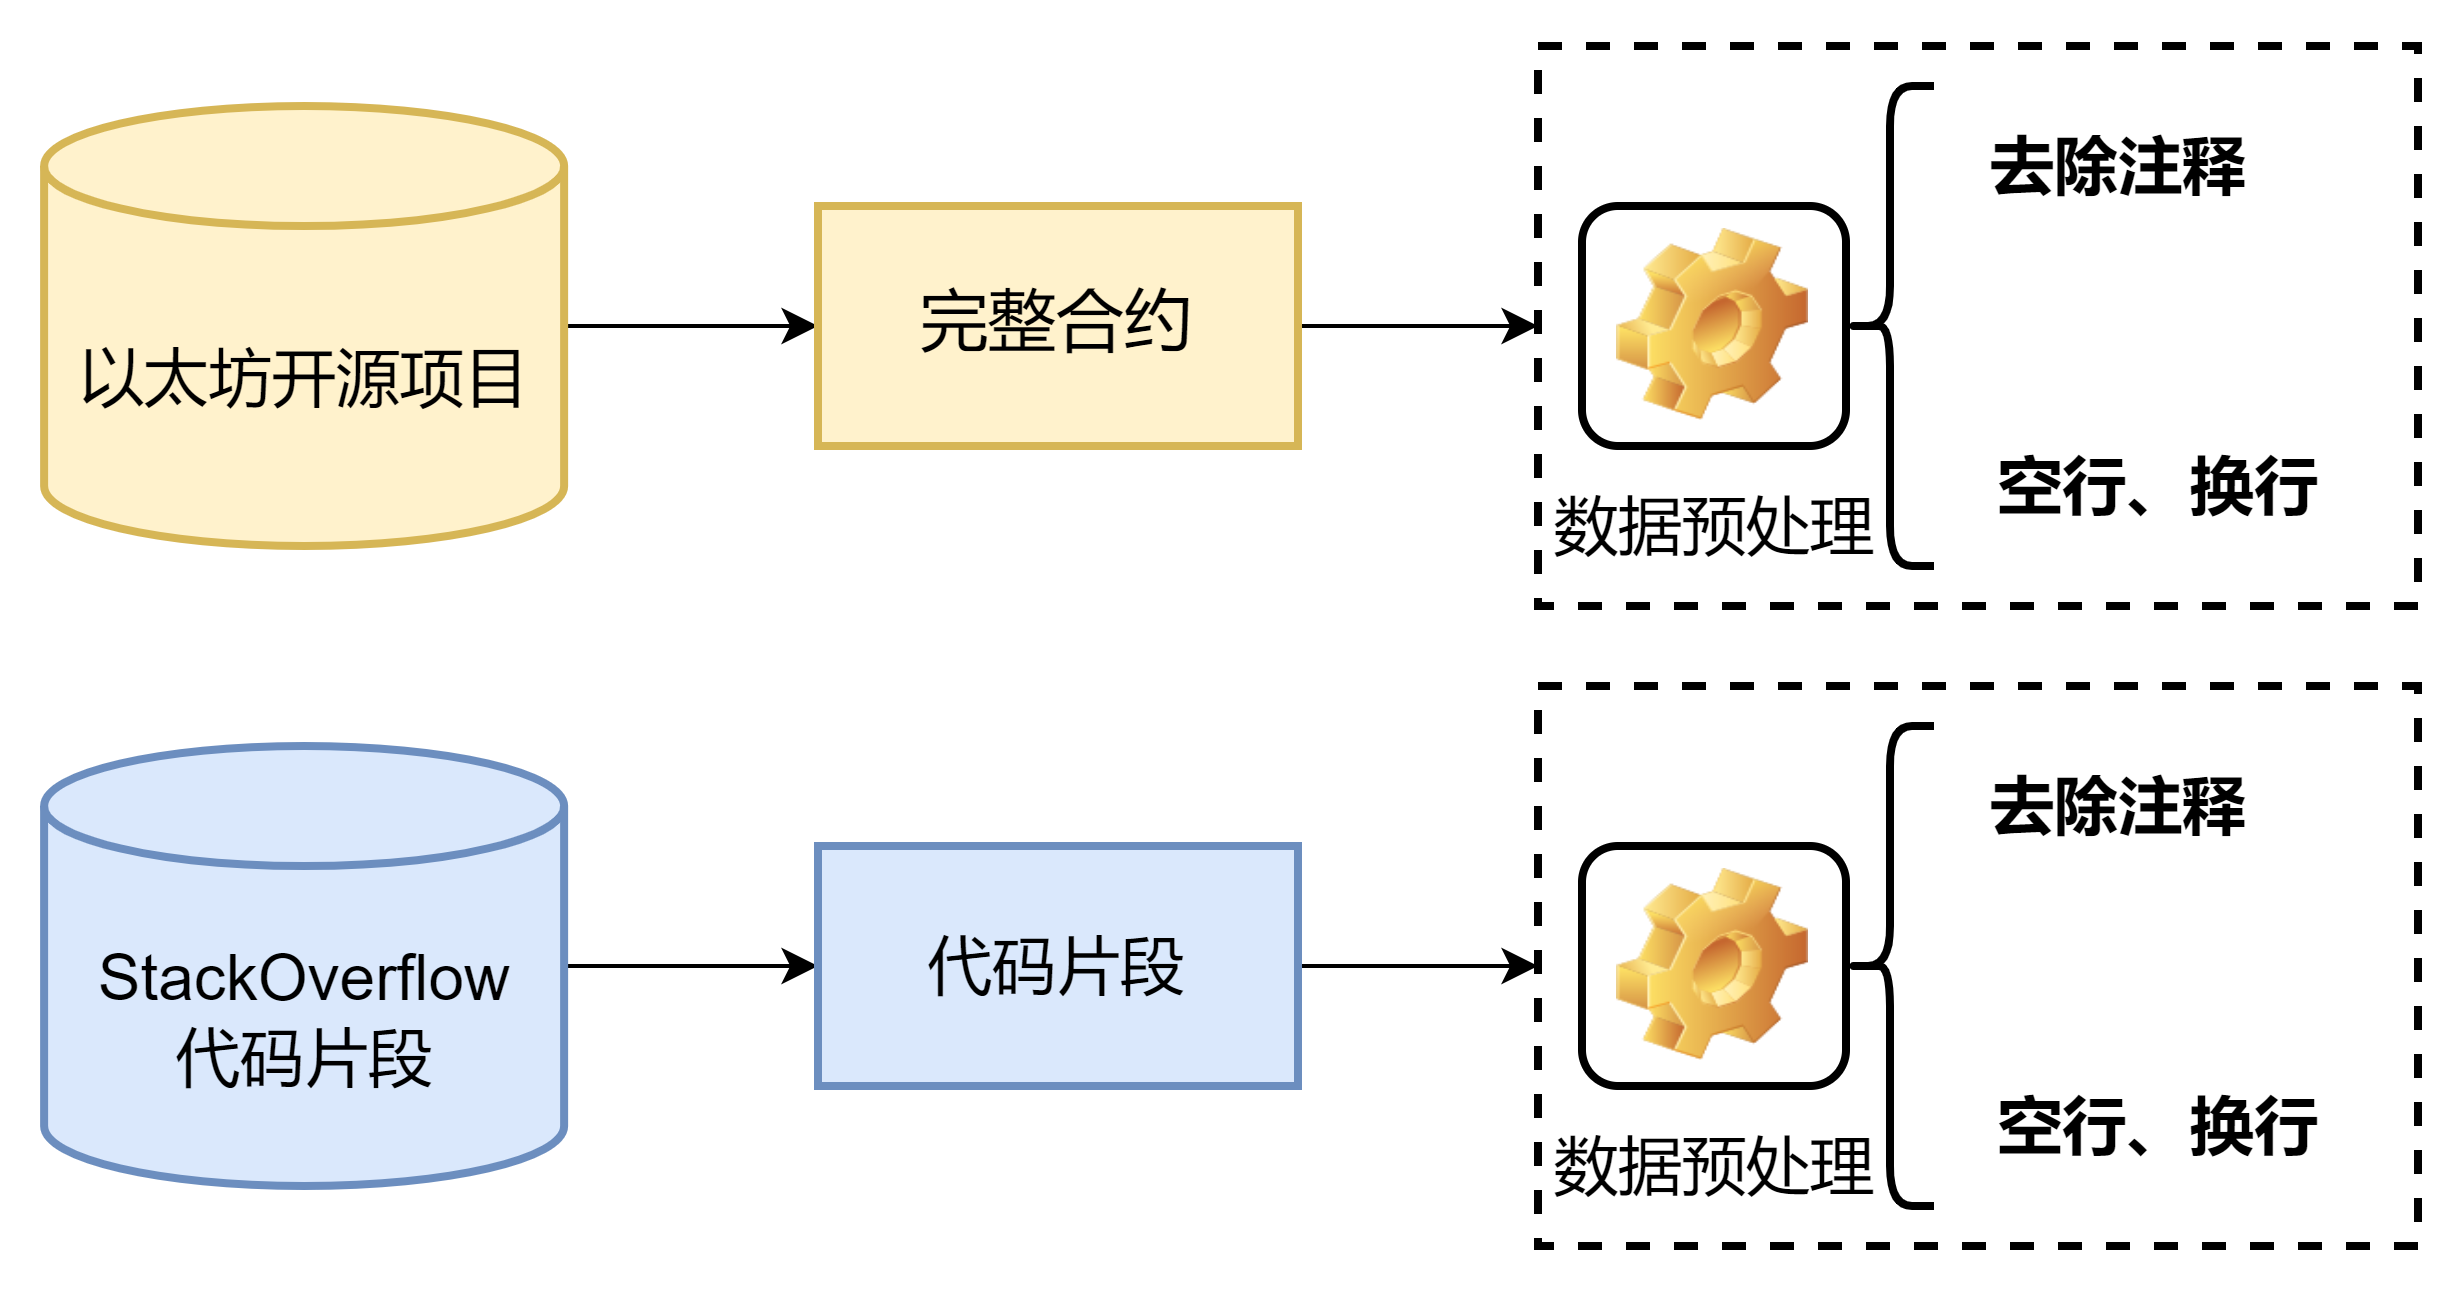 以太坊开源项目
完整合约
数据预处理
去除注释
空行、换行
StackOverflow
代码片段
代码片段
数据预处理
去除注释
空行、换行